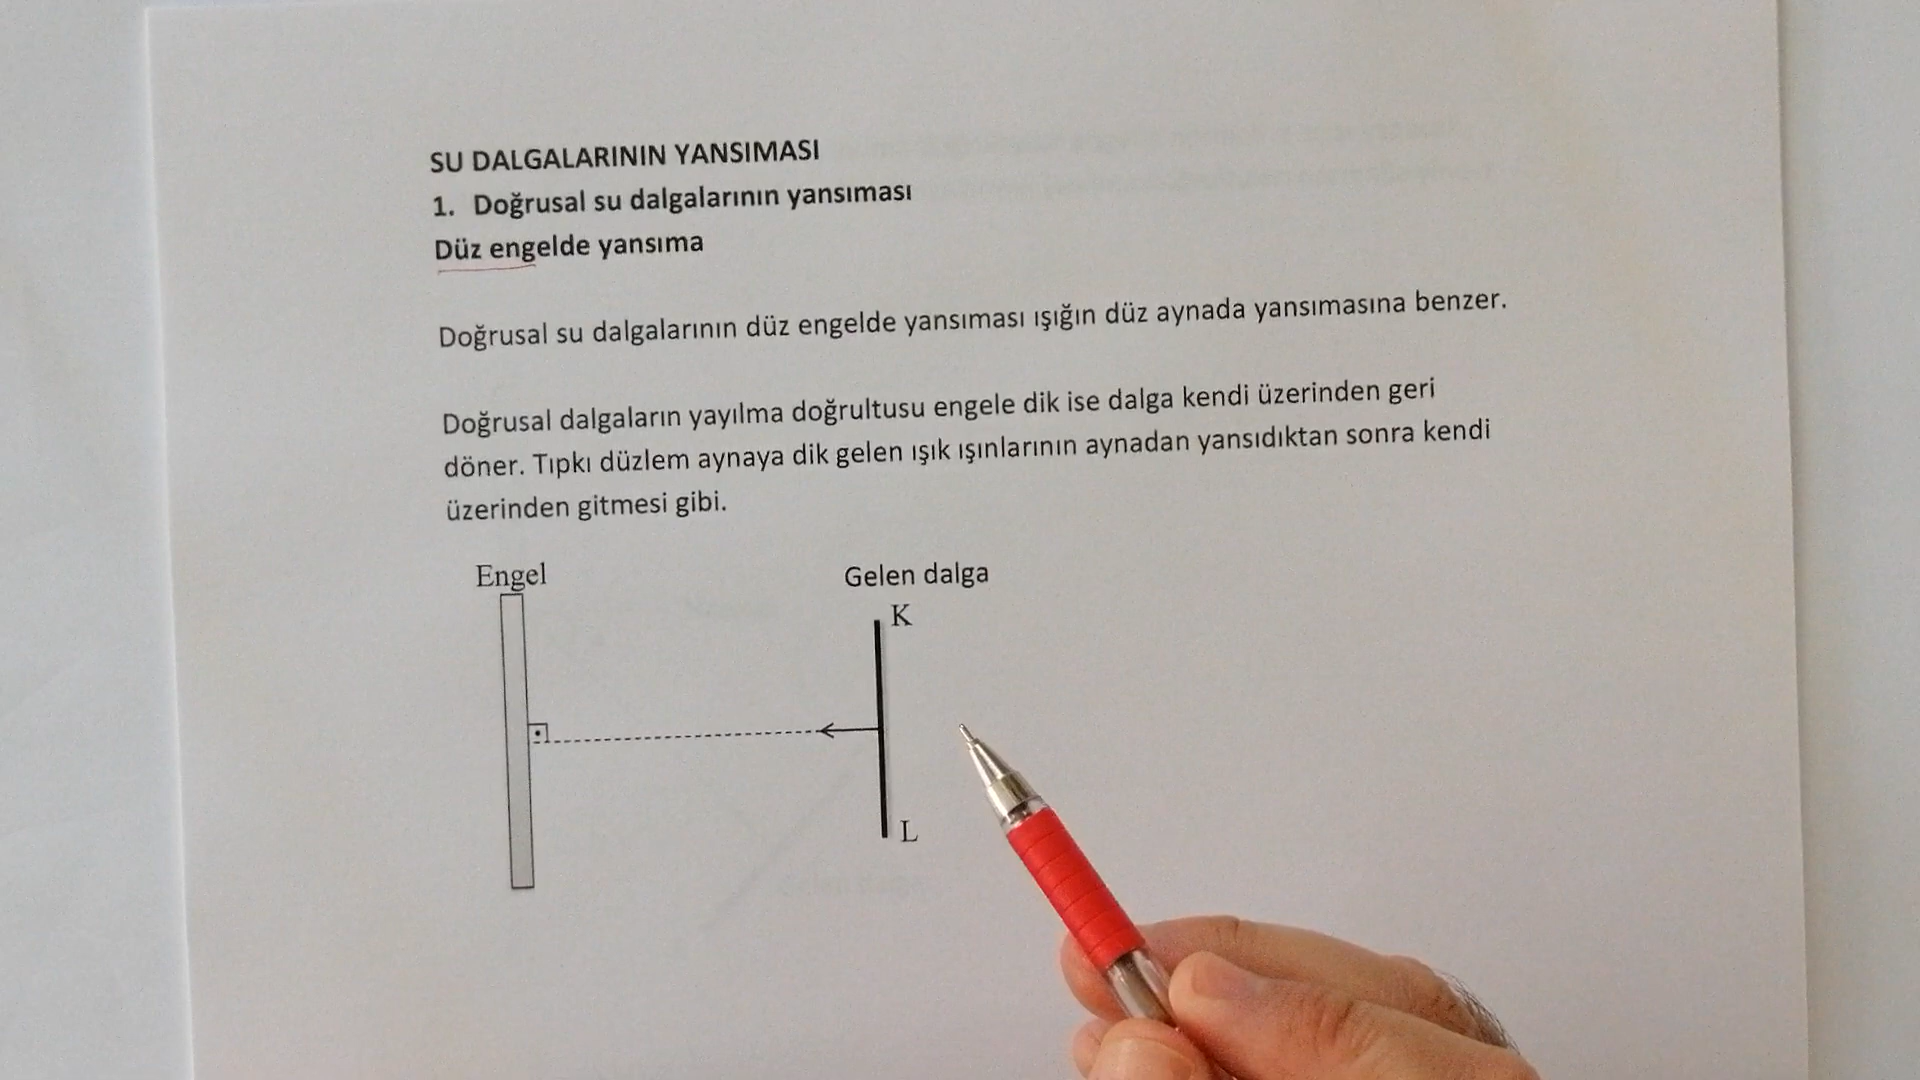 SU DALGALARININ YANSIMASI
1. Doğrusal su dalgalarının yansıması
Düz engelde yansıma
Doğrusal su dalgalarının düz engelde yansıması ışığın düz aynada yansımasına benzer.
Doğrusal dalgaların yayılma doğrultusu engele dik ise dalga kendi üzerinden geri
döner. Tıpkı düzlem aynaya dik gelen ışık ışınlarının aynadan yansıdıktan sonra kendi
üzerinden gitmesi gibi.
Engel
Gelen dalga
K
L